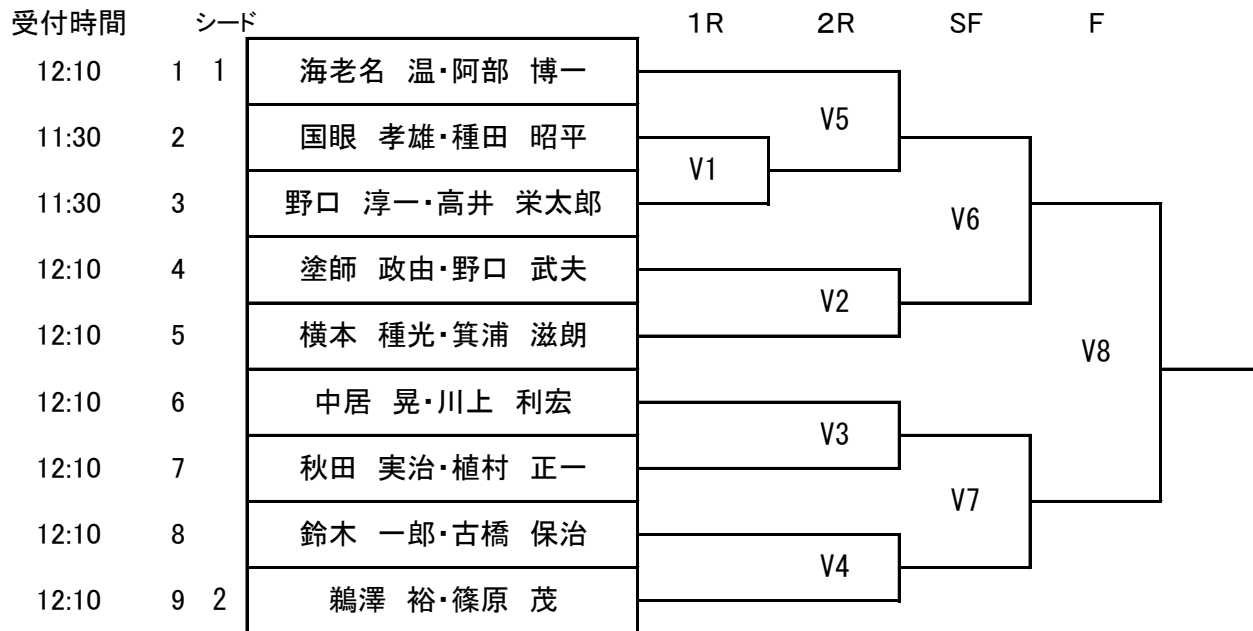 受付時間 シード 1R 2R SF F
12:10 1 1 海老名 温・阿部 博一
V5
11:30 2 国眼 孝雄・種田 昭平
V1
11:30 3 野口 淳一・高井 栄太郎
V6
12:10 4 塗師 政由・野口 武夫
V2
12:10 5 横本 種光・箕浦 滋朗
V8
12:10 6 中居 晃・川上 利宏
V3
12:10 7 秋田 実治・植村 正一
V7
12:10 8 鈴木 一郎・古橋 保治
V4
12:10 9 2 鵜澤 裕・篠原 茂